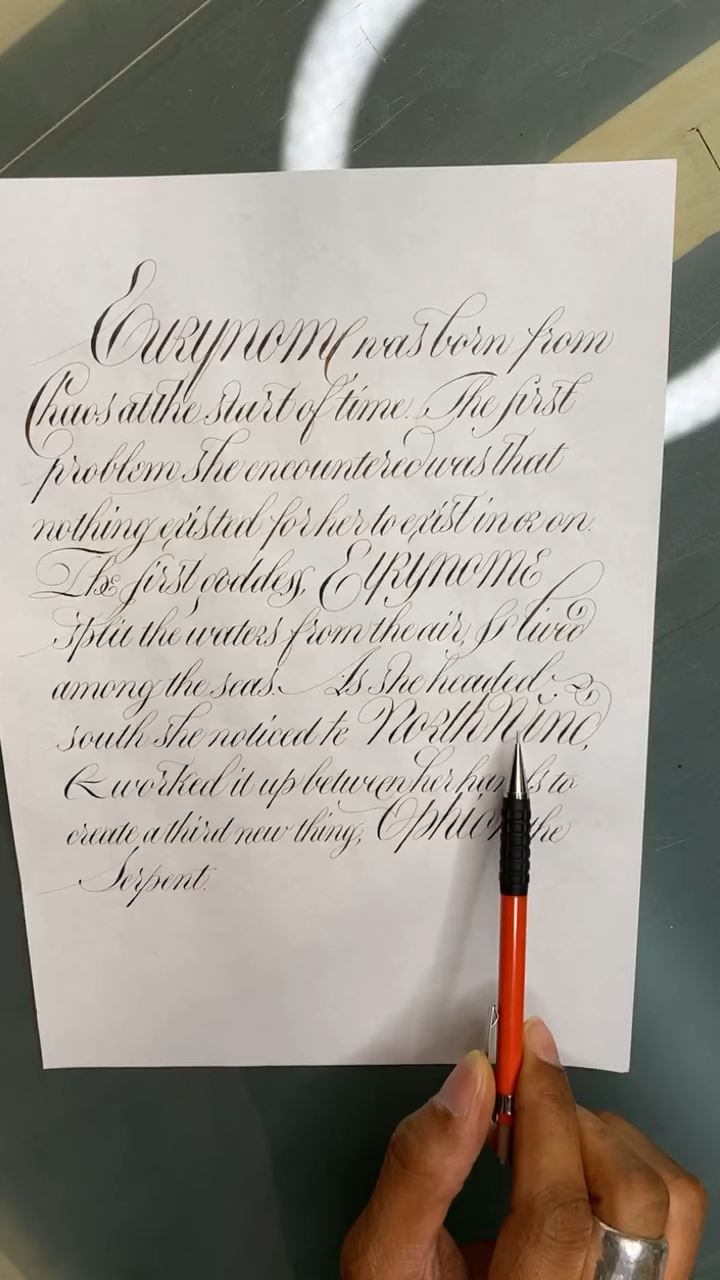 Eurynome was born from
Chaos at the start of time. The first
problem she encountered was that
nothing existed for her to exist in or on.
The first goddess, Eurynome
split the waters from the air, & lived
among the seas. As she headed
south she noticed te North Wind,
& worked it up between her hands to
create a third new thing, Ophion the
Serpent.